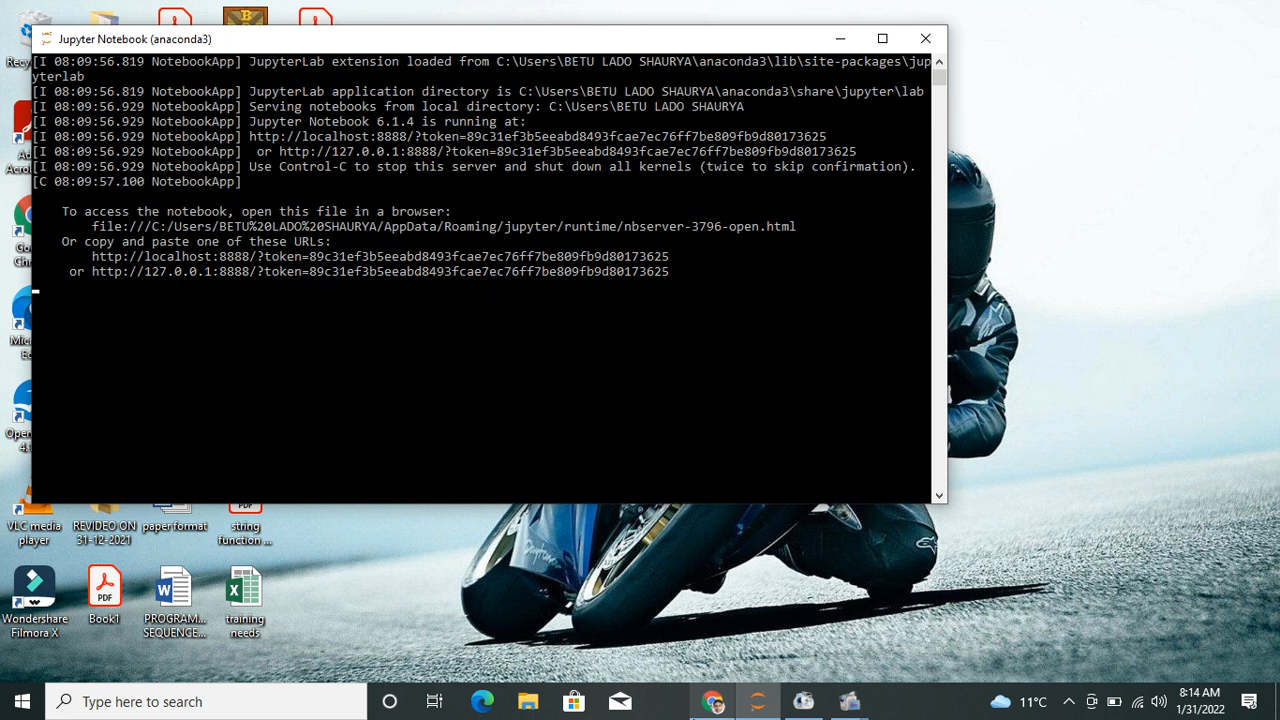 Jupyter Notebook (anaconda3)
[I 08:09:56.819 NotebookApp] JupyterLab extension loaded from C:\Users\BETU LADO SHAURYA\anaconda3\lib\site-packages\jup
yterlab
[I 08:09:56.819 NotebookApp] JupyterLab application directory is C:\Users\BETU LADO SHAURYA\anaconda3\share\jupyter\lab
[I 08:09:56.929 NotebookApp] Serving notebooks from local directory: C:\Users\BETU LADO SHAURYA
[I 08:09:56.929 NotebookApp] Jupyter Notebook 6.1.4 is running at:
[I 08:09:56.929 NotebookApp] http://localhost:8888/?token=89c31ef3b5eeabd8493fcae7ec76ff7be809fb9d80173625
[I 08:09:56.929 NotebookApp]  or http://127.0.0.1:8888/?token=89c31ef3b5eeabd8493fcae7ec76ff7be809fb9d80173625
[I 08:09:56.929 NotebookApp] Use Control-C to stop this server and shut down all kernels (twice to skip confirmation).
[C 08:09:57.100 NotebookApp]
To access the notebook, open this file in a browser:
file:///C:/Users/BETU%20LADO%20SHAURYA/AppData/Roaming/jupyter/runtime/nbserver-3796-open.html
Or copy and paste one of these URLs:
http://localhost:8888/?token=89c31ef3b5eeabd8493fcae7ec76ff7be809fb9d80173625
or http://127.0.0.1:8888/?token=89c31ef3b5eeabd8493fcae7ec76ff7be809fb9d80173625
VLC media
player
REVIDEO ON
31-12-2021
paperformat
PDF
string
function ...
Wondershare
Filmora X
PDF
Book1
PROGRAM...
SEQUENCE...
training
needs
Type here to search
11°C
8:14 AM
1/31/2022